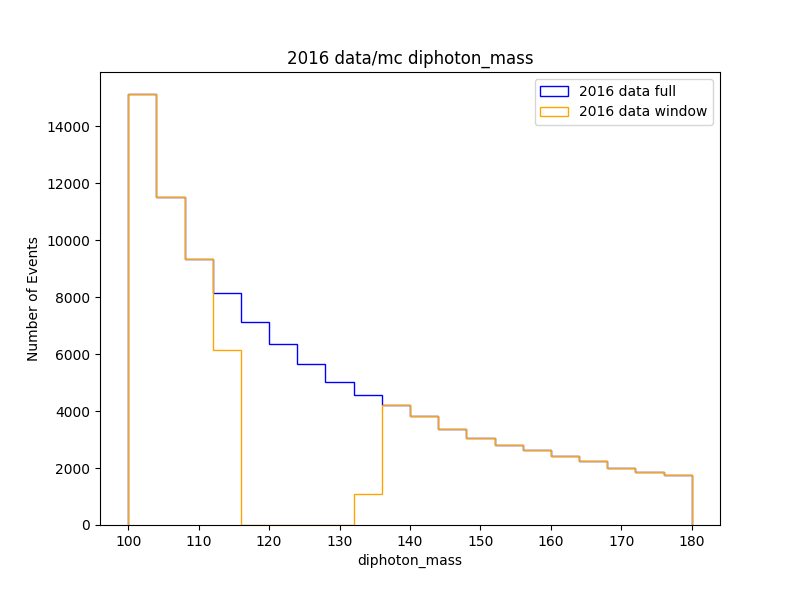 2016 data/mc diphoton_mass
2016 data full
2016 data window
Number of Events
14000
12000
10000
8000
6000
4000
2000
0
100 110 120 130 140 150 160 170 180
diphoton_mass